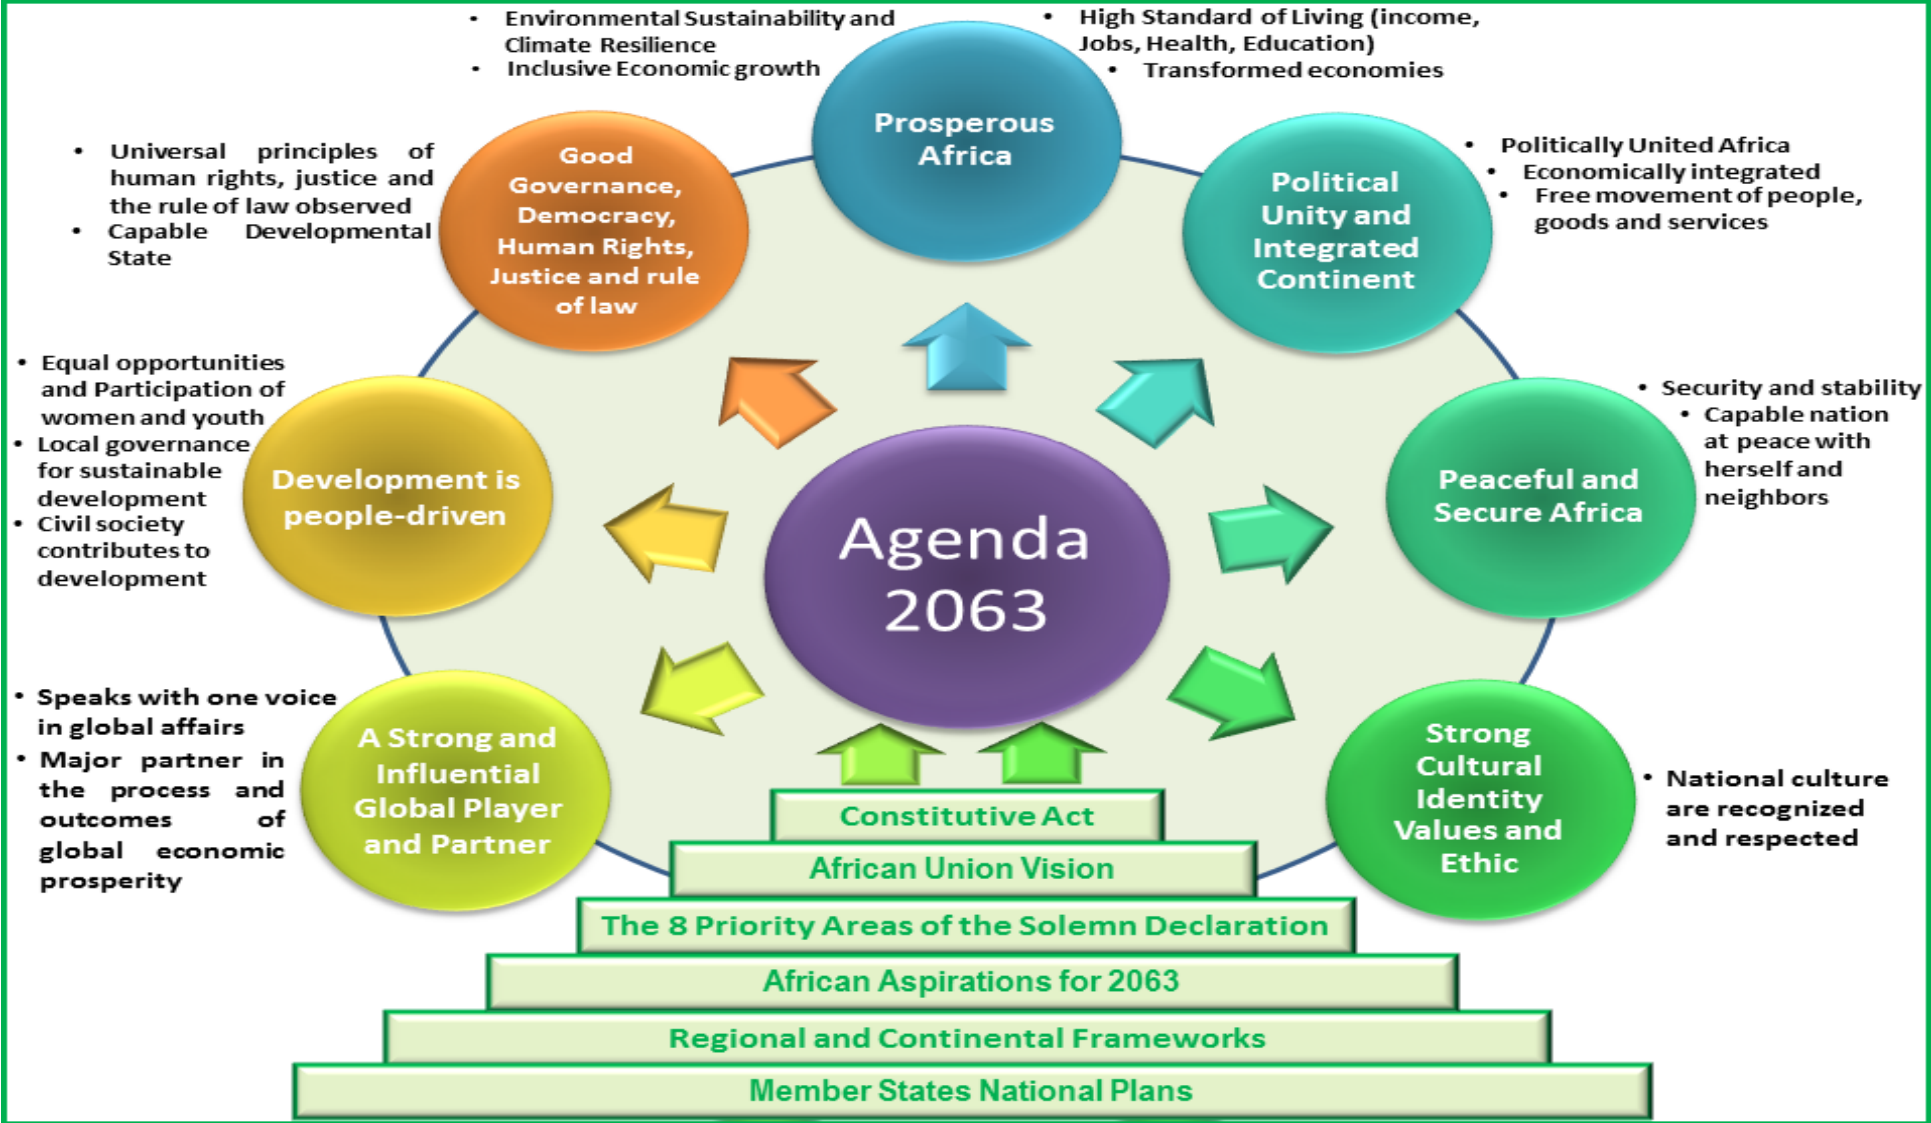 • Environmental Sustainability and
Climate Resilience
• Inclusive Economic growth
• High Standard of Living (income,
Jobs, Health, Education)
• Transformed economies
Prosperous
Africa
• Universal principles of
human rights, justice and
the rule of law observed
• Capable Developmental
State
Good
Governance,
Democracy,
Human Rights,
Justice and rule
of law
Political
Unity and
Integrated
Continent
• Politically United Africa
• Economically integrated
• Free movement of people,
goods and services
• Equal opportunities
and Participation of
women and youth
• Local governance
for sustainable
development
• Civil society
contributes to
development
Development is
people-driven
Agenda
2063
Peaceful and
Secure Africa
• Security and stability
• Capable nation
at peace with
herself and
neighbors
• Speaks with one voice
in global affairs
• Major partner in
the process and
outcomes of
global economic
prosperity
A Strong and
Influential
Global Player
and Partner
Strong
Cultural
Identity
Values and
Ethic
• National culture
are recognized
and respected
Constitutive Act
African Union Vision
The 8 Priority Areas of the Solemn Declaration
African Aspirations for 2063
Regional and Continental Frameworks
Member States National Plans